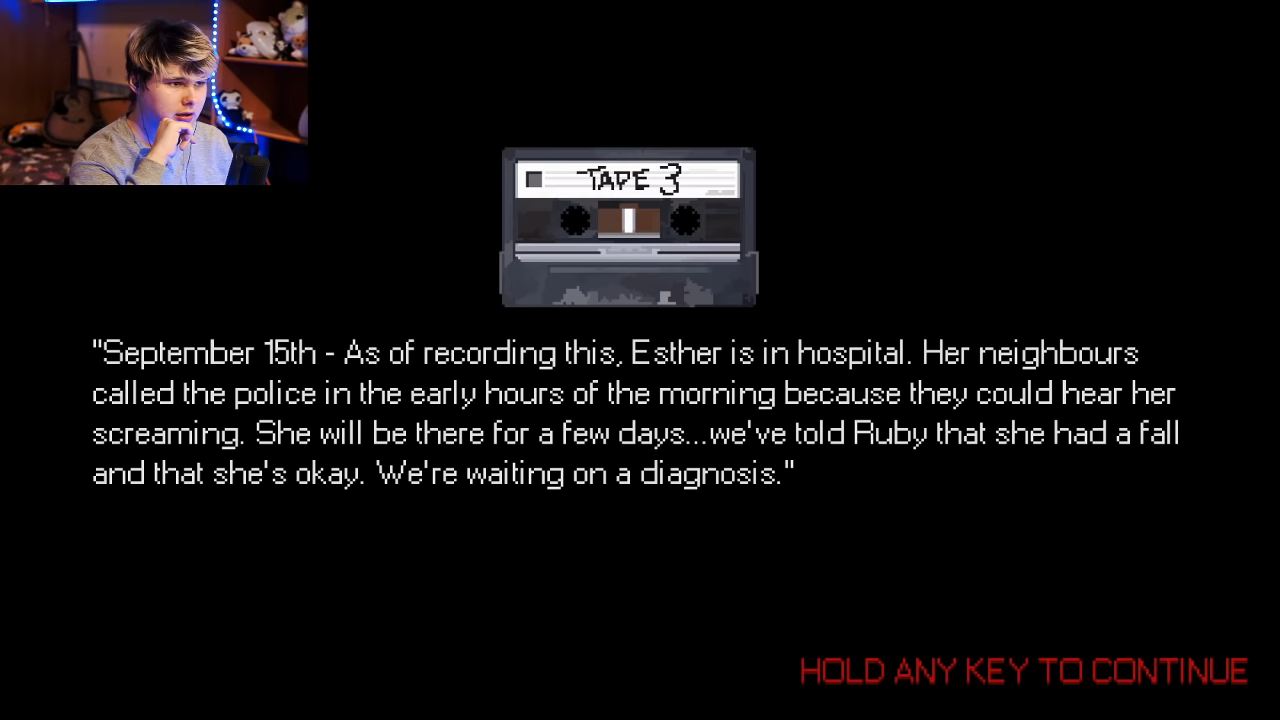 TAPE 3
"September 15th - As of recording this, Esther is in hospital. Her neighbours
called the police in the early hours of the morning because they could hear her
screaming. She will be there for a few days...we've told Ruby that she had a fall
and that she's okay. We're waiting on a diagnosis."
HOLD ANY KEY TO CONTINUE